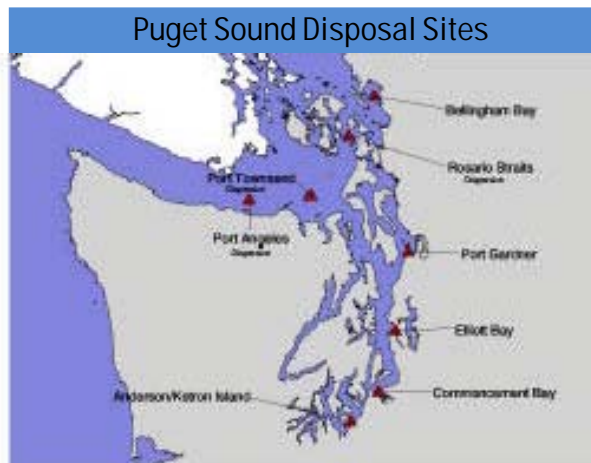 Puget Sound Disposal Sites
Bellingham Bay
Rosario Straits
Dispersive
Port Townsend
Dispersive
Port Angeles
Dispersive
Port Gardner
Elliott Bay
Anderson/Ketron Island
Commencement Bay